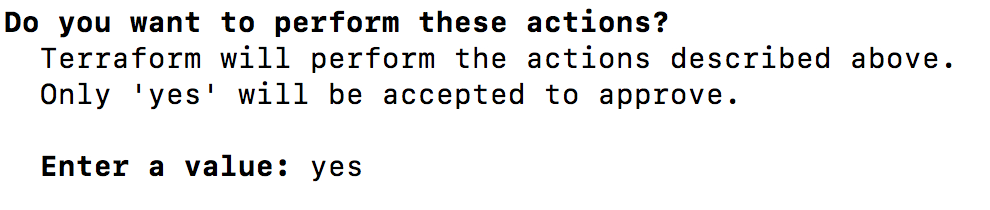 Do you want to perform these actions?
Terraform will perform the actions described above.
Only 'yes' will be accepted to approve.
Enter a value: yes